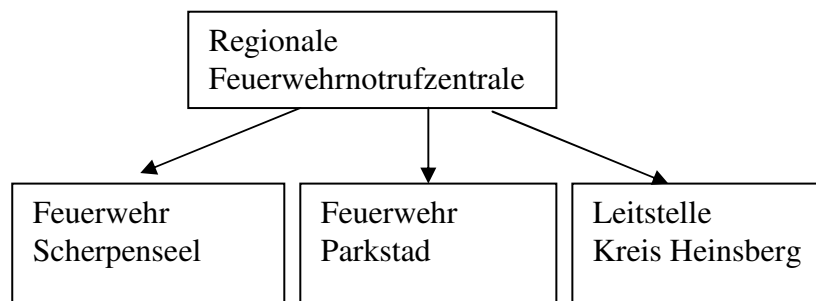 Regionale
Feuerwehrnotrufzentrale
Feuerwehr
Scherpenseel
Feuerwehr
Parkstad
Leitstelle
Kreis Heinsberg